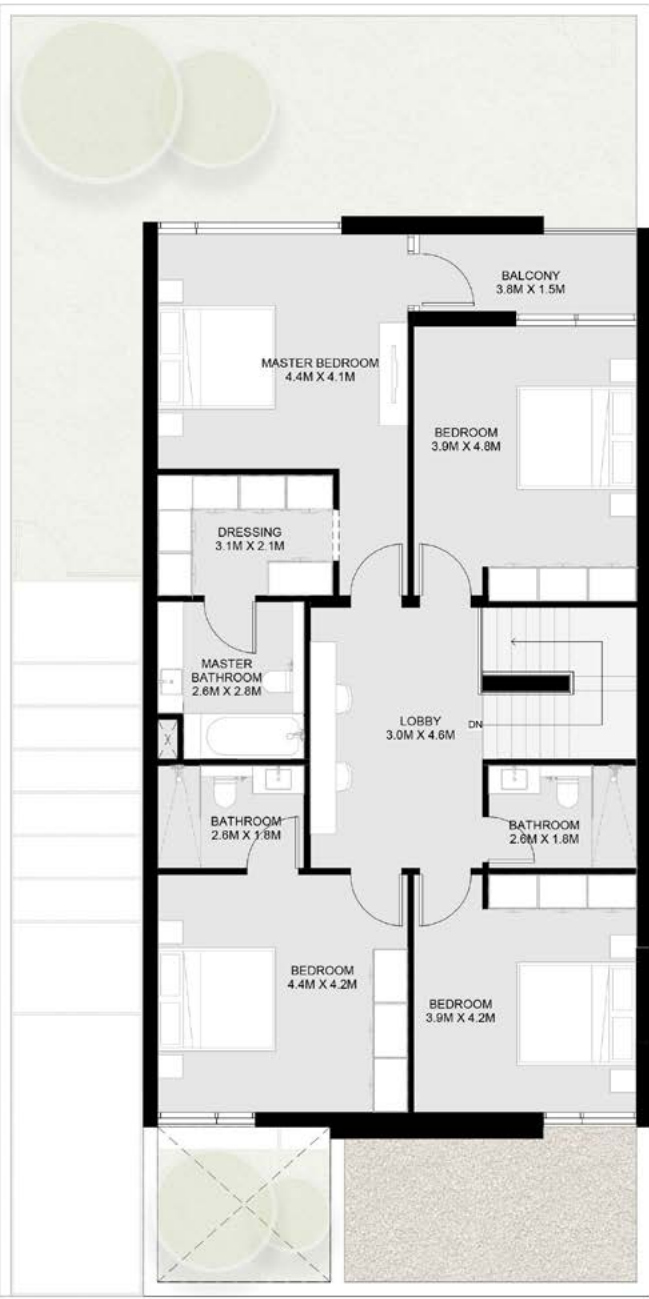 BALCONY
3.8M X 1.5M
MASTER BEDROOM
4.4M X 4.1M
BEDROOM
3.9M X 4.8M
DRESSING
3.1M X 2.1M
MASTER
BATHROOM
2.6M X 2.8M
LOBBY
3.0M X 4.6M
DN
X
BATHROOM
2.6M X 1.8M
BATHROOM
2.6M X 1.8M
BEDROOM
4.4M X 4.2M
BEDROOM
3.9M X 4.2M